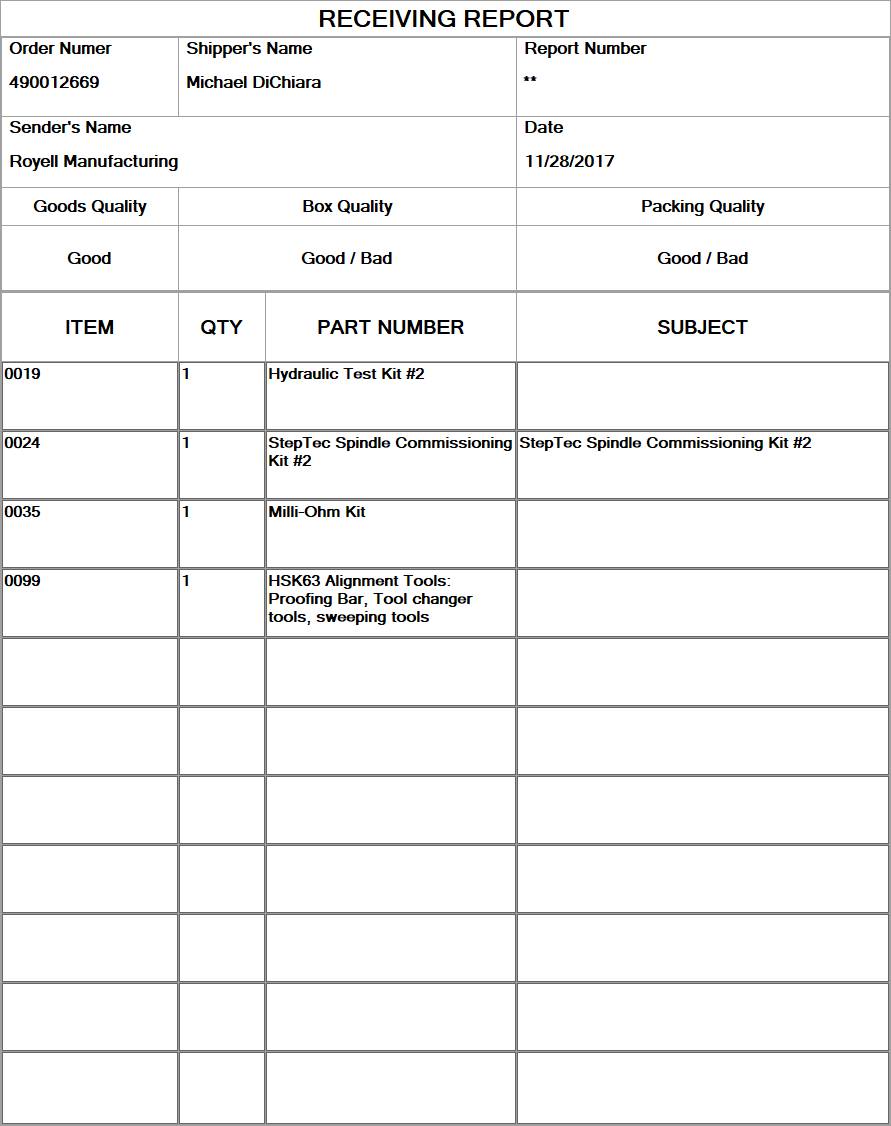 RECEIVING REPORT
Order Numer
Shipper's Name
Report Number
490012669
Michael DiChiara
**
Sender's Name
Date
Royell Manufacturing
11/28/2017
Goods Quality
Box Quality
Packing Quality
Good
Good / Bad
Good / Bad
ITEM
QTY
PART NUMBER
SUBJECT
0019
1
Hydraulic Test Kit #2
0024
1
StepTec Spindle Commissioning
Kit #2
StepTec Spindle Commissioning Kit #2
0035
1
Milli-Ohm Kit
0099
1
HSK63 Alignment Tools:
Proofing Bar, Tool changer
tools, sweeping tools